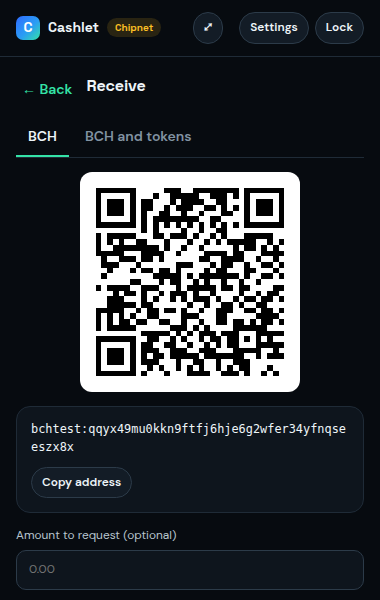 C Cashlet Chipnet Settings Lock
← Back Receive
BCH BCH and tokens
bchtest:qqyx49mu0kkn9ftfj6hje6g2wfer34yfnqse
eszx8x
Copy address
Amount to request (optional)
0.00